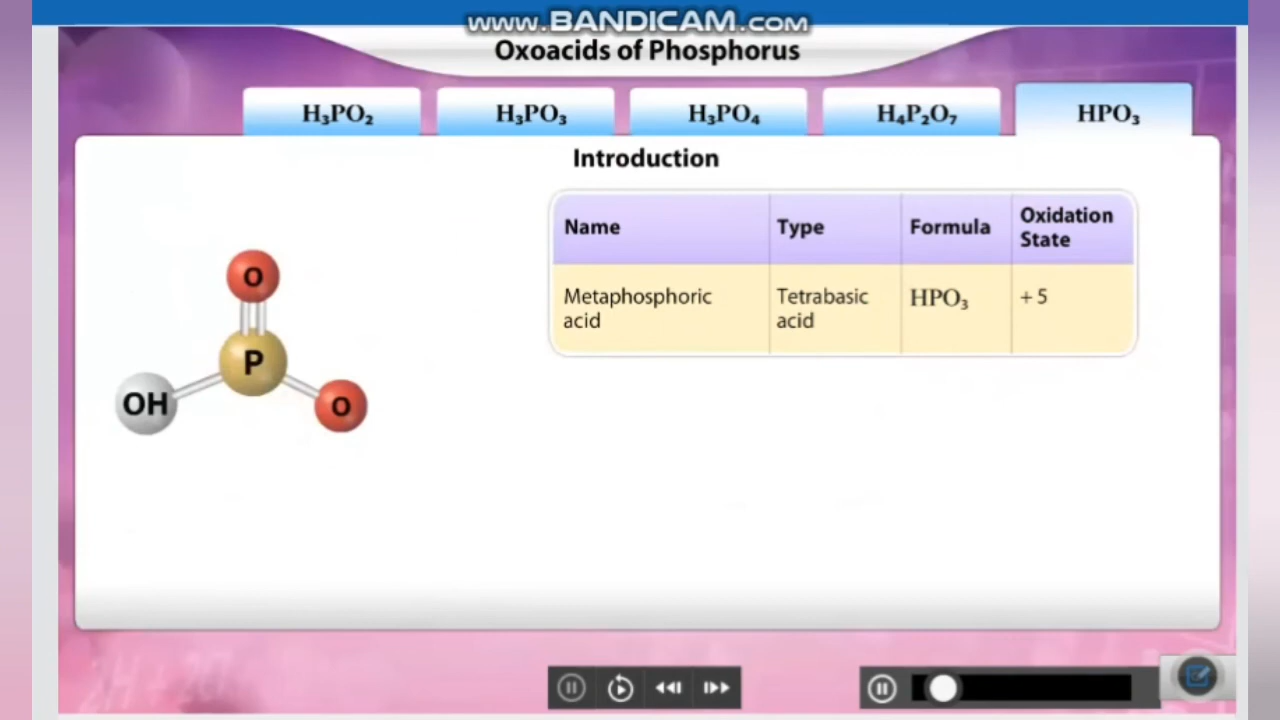 www.BANDICAM.com
Oxoacids of Phosphorus
H₃PO₂ H₃PO₃ H₃PO₄ H₄P₂O₇ HPO₃
Introduction
Name Type Formula Oxidation State
Metaphosphoric acid Tetrabasic acid HPO₃ + 5
O
P
OH O